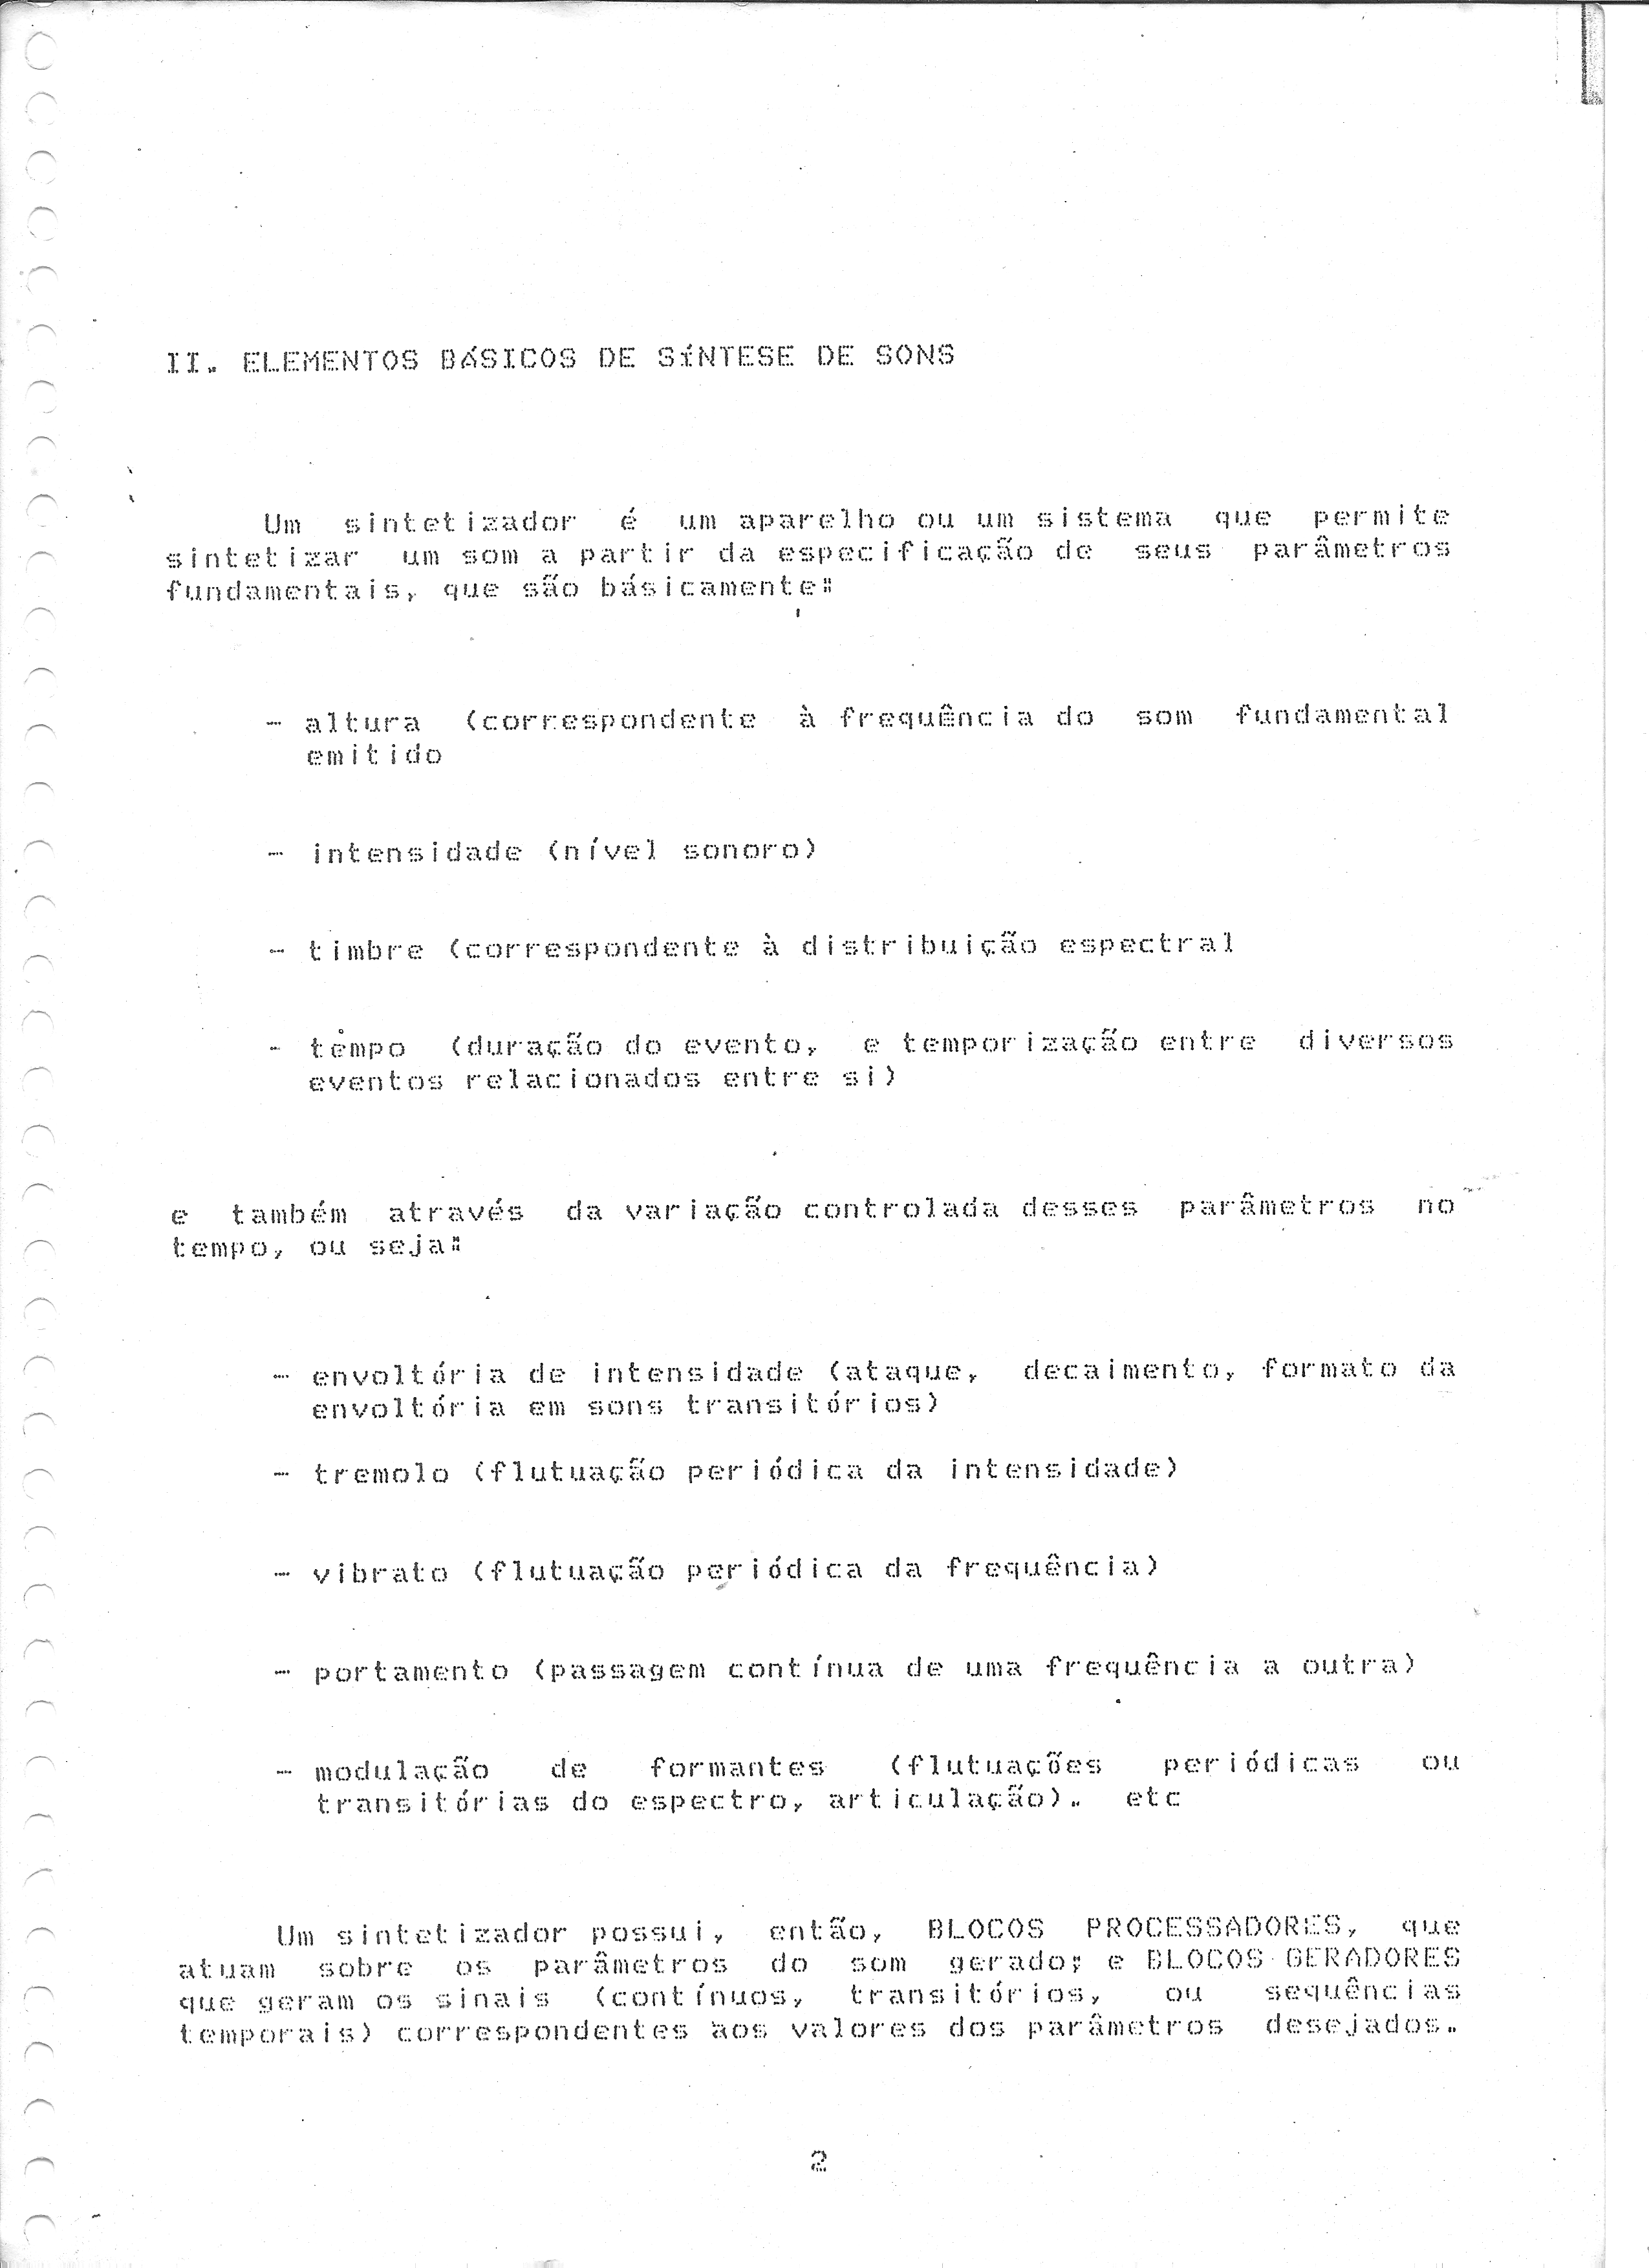 II. ELEMENTOS BÁSICOS DE SÍNTESE DE SONS
Um sintetizador é um aparelho ou um sistema que permite
sintetizar um som a partir da especificação de seus parâmetros
fundamentais, que são básicamente:
- altura (correspondente à frequência do som fundamental
emitido
- intensidade (nível sonoro)
- timbre (correspondente à distribuição espectral
- tempo (duração do evento, e temporização entre diversos
eventos relacionados entre si)
e também através da variação controlada desses parâmetros no
tempo, ou seja:
- envoltória de intensidade (ataque, decaimento, formato da
envoltória em sons transitórios)
- tremolo (flutuação periódica da intensidade)
- vibrato (flutuação periódica da frequência)
- portamento (passagem contínua de uma frequência a outra)
- modulação de formantes (flutuações periódicas ou
transitórias do espectro, articulação). etc
Um sintetizador possui, então, BLOCOS PROCESSADORES, que
atuam sobre os parâmetros do som gerado; e BLOCOS GERADORES
que geram os sinais (contínuos, transitórios, ou sequências
temporais) correspondentes aos valores dos parâmetros desejados.
2